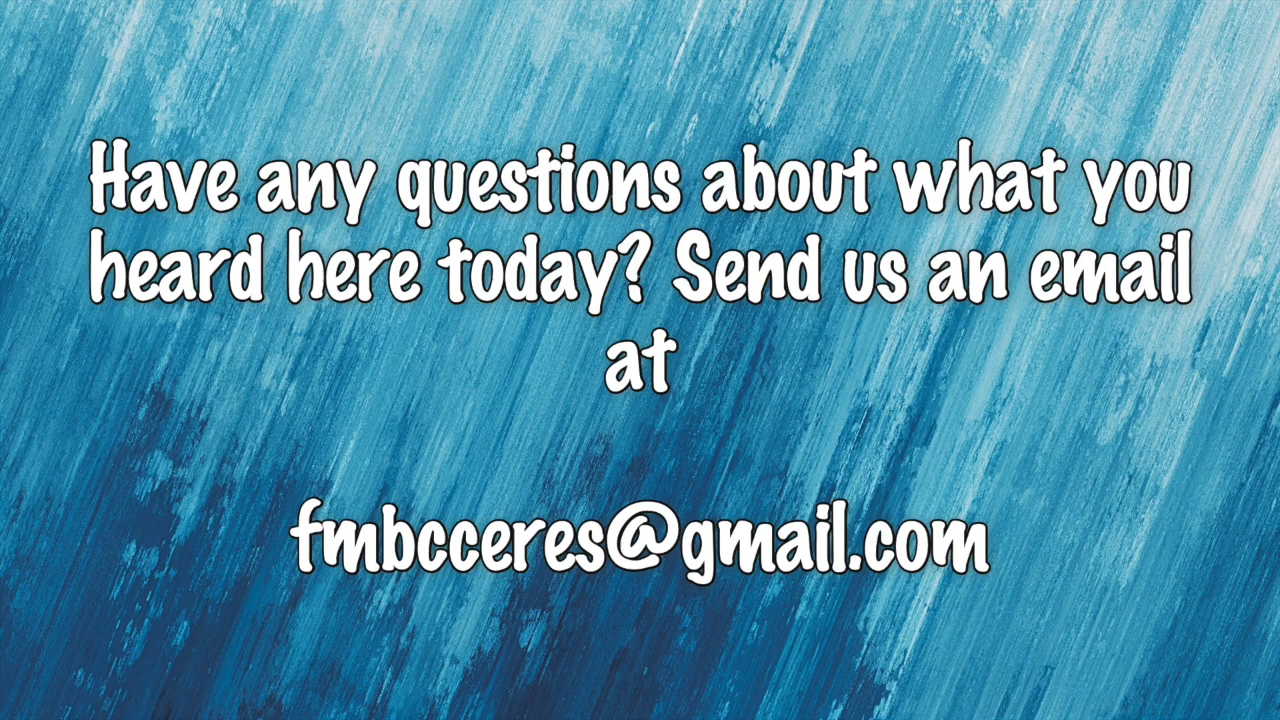 Have any questions about what you
heard here today? Send us an email
at
fmbcceres@gmail.com